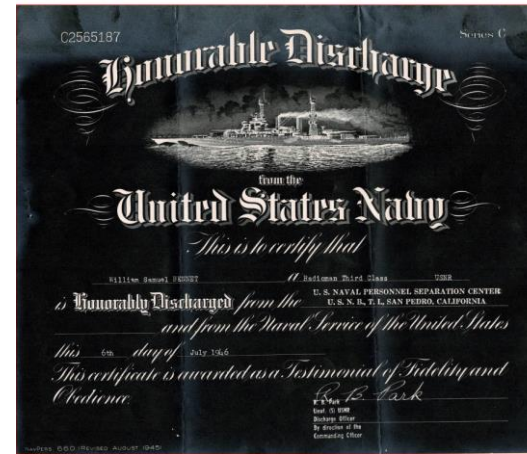 C2565187 Series C
Honorable Discharge
from the
United States Navy
This is to certify that
William Samuel a Radioman Third Class USNR
is Honorably Discharged from the U. S. NAVAL PERSONNEL SEPARATION CENTER
U. S. N. B., T. I., SAN PEDRO, CALIFORNIA
and from the Naval Service of the United States
this 6th day of July 1946
This certificate is awarded as a Testimonial of Fidelity and
Obedience.
R. B. Park
R. B. Park
Lieut. (S) USNR
Discharge Officer
By direction of the
Commanding Officer
NAVPERS 660 (REVISED AUGUST 1945)